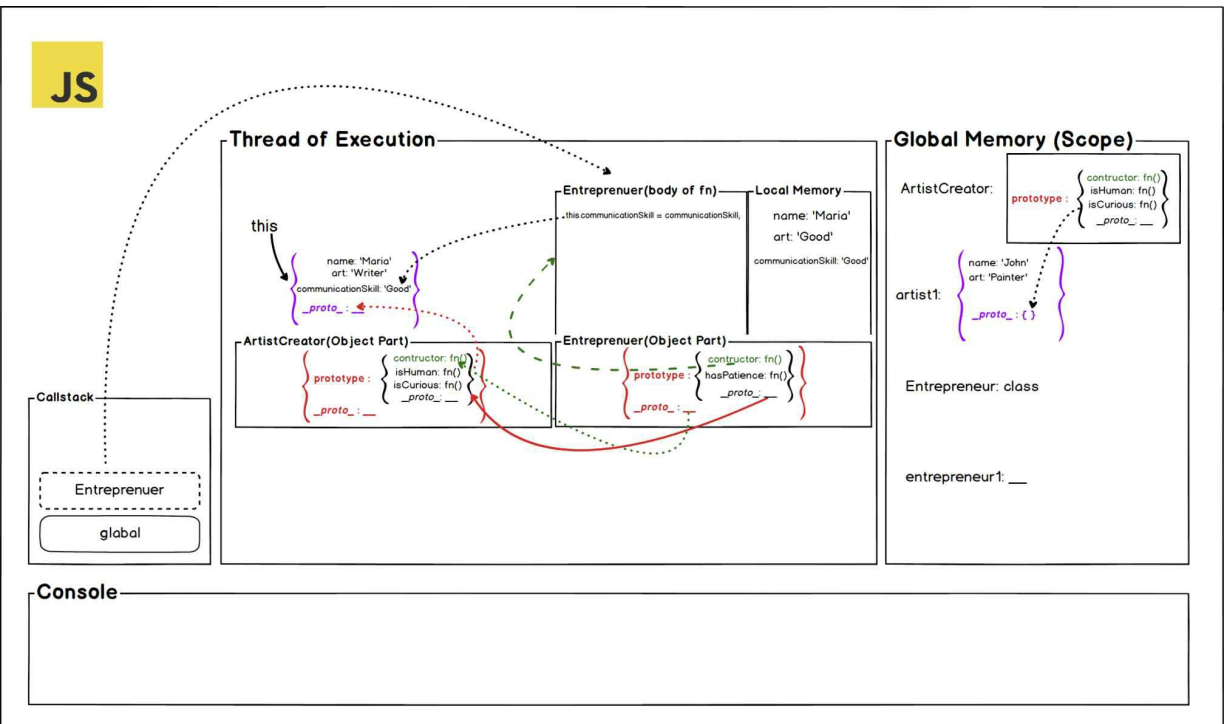 JS
Thread of Execution
this
name: 'Maria'
art: 'Writer'
communicationSkill: 'Good'
_proto_ : __
Entreprenuer(body of fn)
this.communicationSkill = communicationSkill;
Local Memory
name: 'Maria'
art: 'Good'
communicationSkill: 'Good'
ArtistCreator(Object Part)
prototype :
contructor: fn()
isHuman: fn()
isCurious: fn()
_proto_ : __
_proto_ : __
Entreprenuer(Object Part)
prototype :
contructor: fn()
hasPatience: fn()
_proto_ : __
_proto_ : __
Global Memory (Scope)
ArtistCreator:
prototype :
contructor: fn()
isHuman: fn()
isCurious: fn()
_proto_ : __
artist1:
name: 'John'
art: 'Painter'
_proto_ : { }
Entrepreneur: class
entrepreneur1: __
Callstack
Entreprenuer
glabal
Console